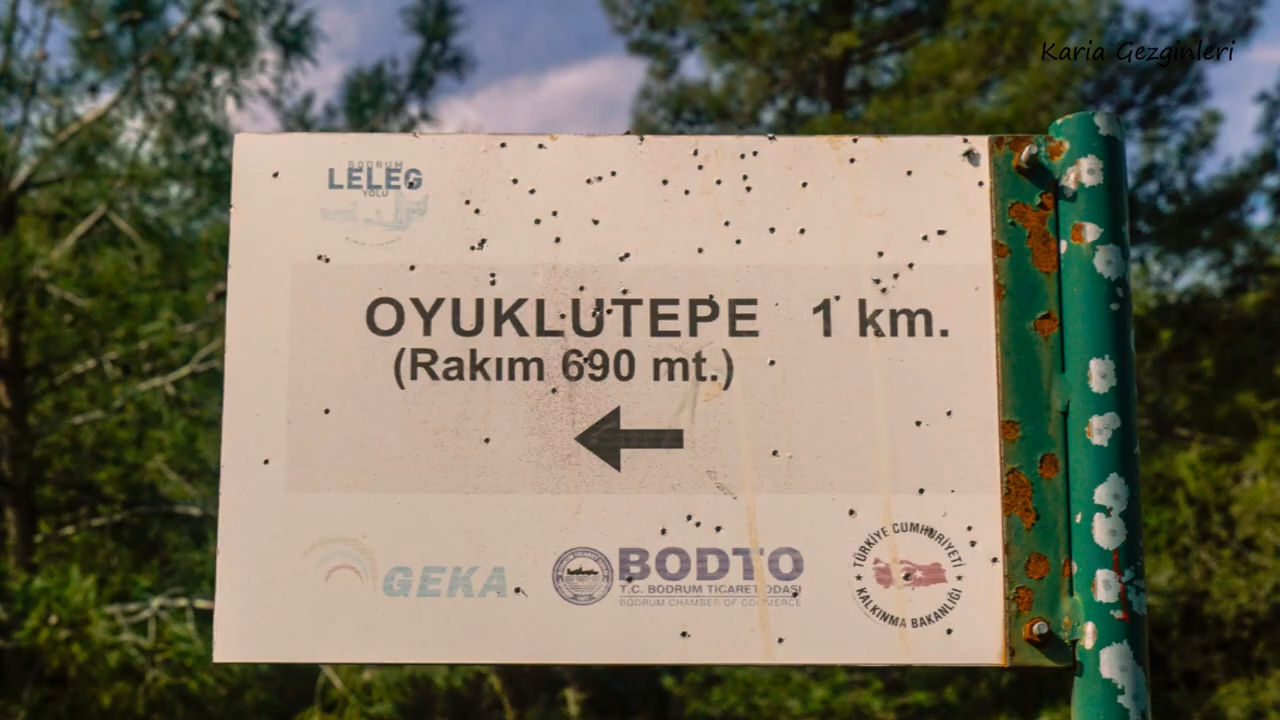 Karia Gezginleri
BODRUM
LELEG
YOLU
OYUKLUTEPE 1 km.
(Rakım 690 mt.)
GEKA
BODTO
T.C. BODRUM TİCARET ODASI
BODRUM CHAMBER OF COMMERCE
TÜRKİYE CUMHURİYETİ
KALKINMA BAKANLIĞI